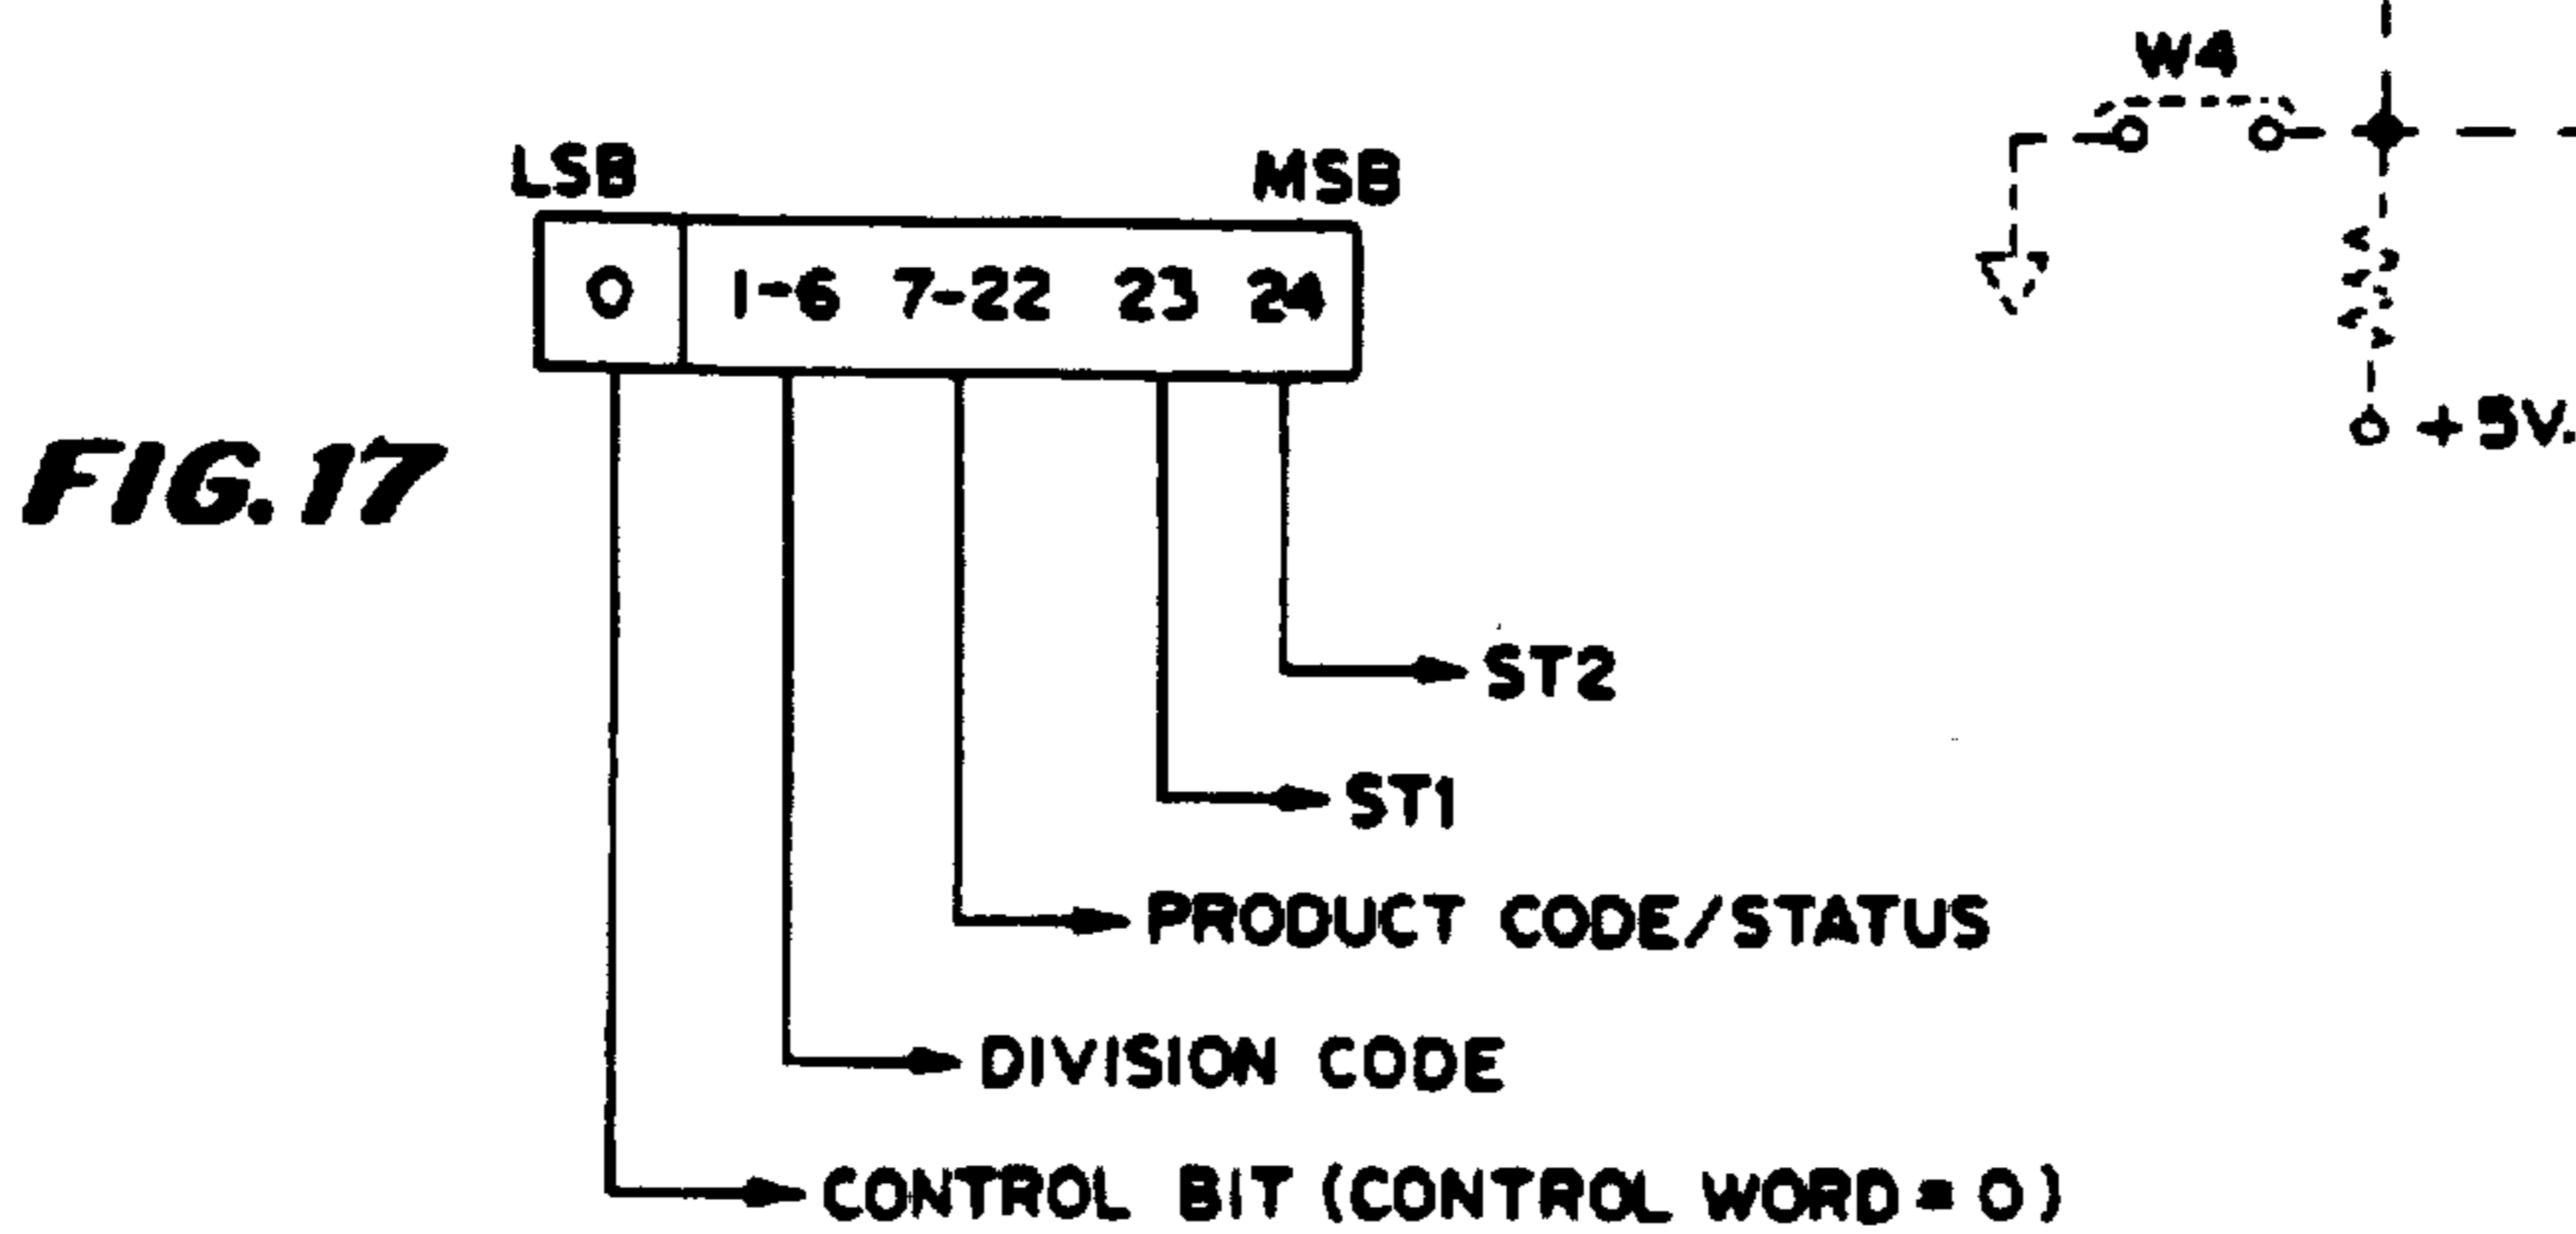 W4
LSB MSB
0 1-6 7-22 23 24
+5V.
FIG. 17
ST2
ST1
PRODUCT CODE/STATUS
DIVISION CODE
CONTROL BIT (CONTROL WORD = 0)